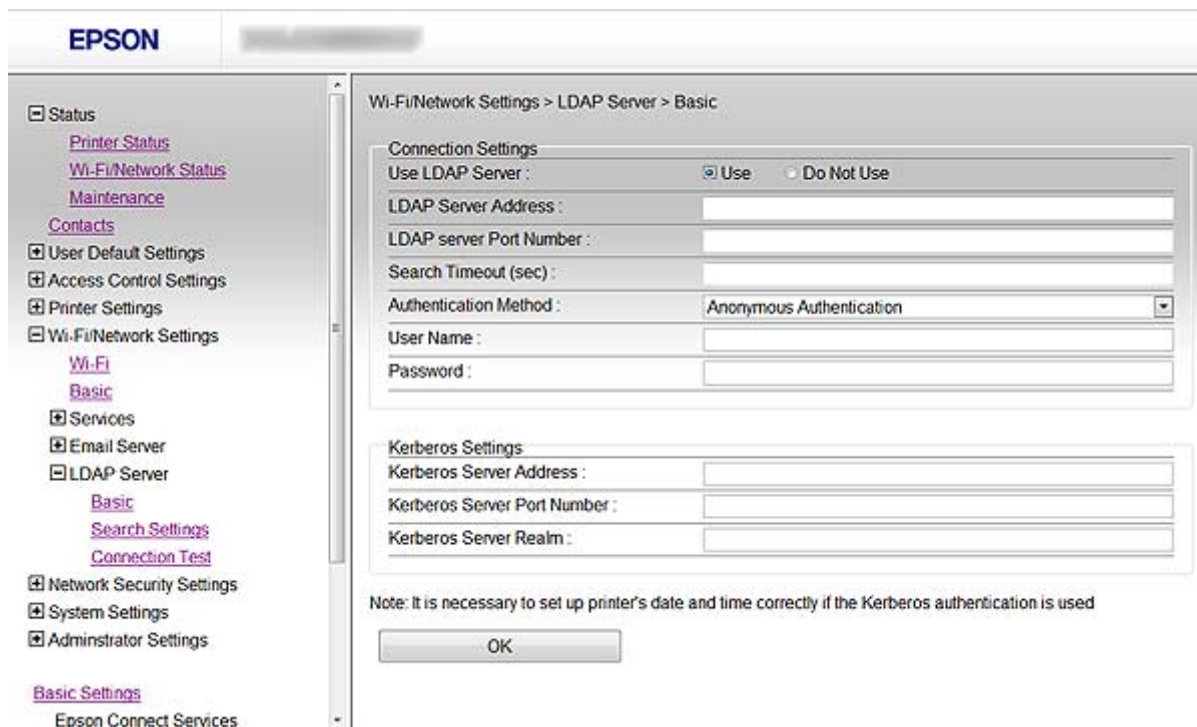 EPSON
Status
Printer Status
Wi-Fi/Network Status
Maintenance
Contacts
User Default Settings
Access Control Settings
Printer Settings
Wi-Fi/Network Settings
Wi-Fi
Basic
Services
Email Server
LDAP Server
Basic
Search Settings
Connection Test
Network Security Settings
System Settings
Adminstrator Settings
Basic Settings
Epson Connect Services
Wi-Fi/Network Settings > LDAP Server > Basic
Connection Settings
Use LDAP Server : Use Do Not Use
LDAP Server Address :
LDAP server Port Number :
Search Timeout (sec) :
Authentication Method : Anonymous Authentication
User Name :
Password :
Kerberos Settings
Kerberos Server Address :
Kerberos Server Port Number :
Kerberos Server Realm :
Note: It is necessary to set up printer's date and time correctly if the Kerberos authentication is used
OK